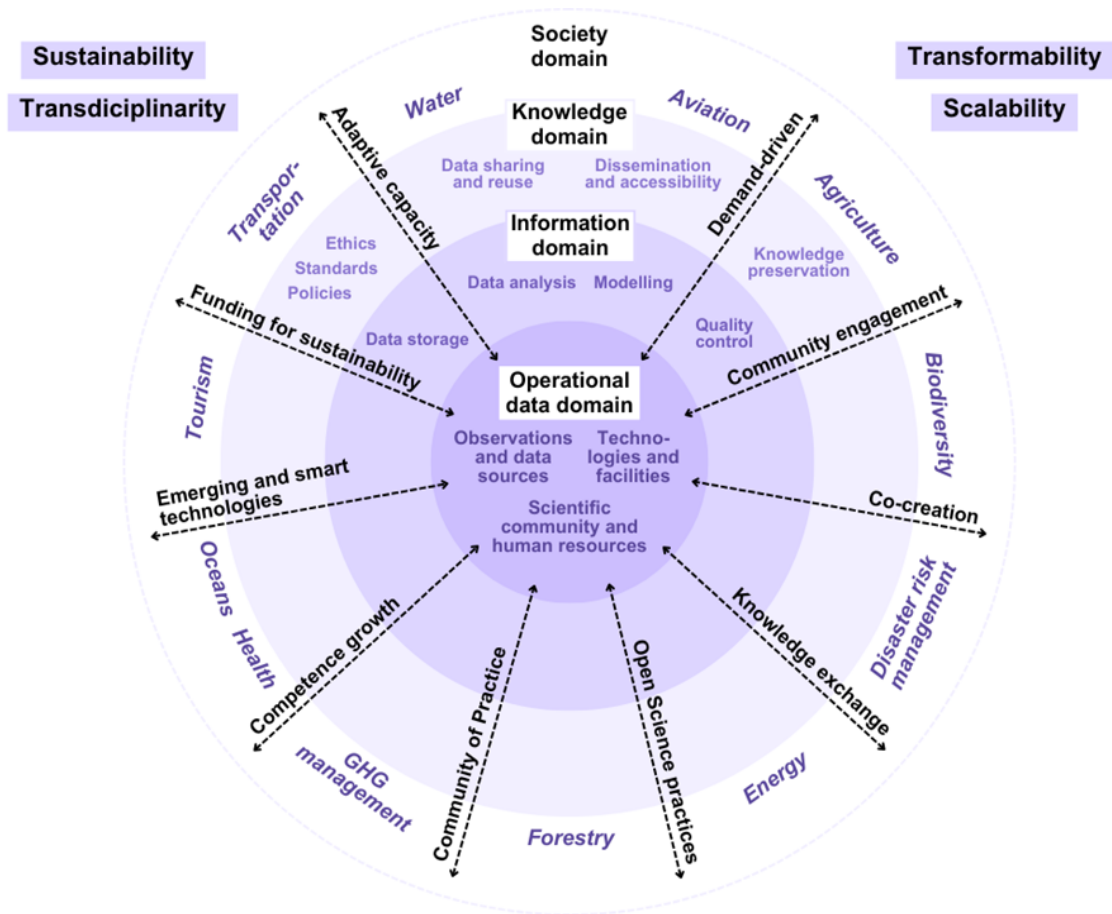 Sustainability
Transdiciplinarity
Transformability
Scalability
Society
domain
Water
Aviation
Knowledge
domain
Adaptive capacity
Demand-driven
Data sharing
and reuse
Dissemination
and accessibility
Transpor-
tation
Agriculture
Information
domain
Ethics
Standards
Policies
Knowledge
preservation
Data analysis
Modelling
Funding for sustainability
Community engagement
Data storage
Quality
control
Tourism
Biodiversity
Operational
data domain
Observations
and data
sources
Techno-
logies and
facilities
Scientific
community and
human resources
Emerging and smart
technologies
Co-creation
Oceans
Health
Disaster risk
management
Competence growth
Knowledge exchange
Community of Practice
Open Science practices
GHG
management
Energy
Forestry